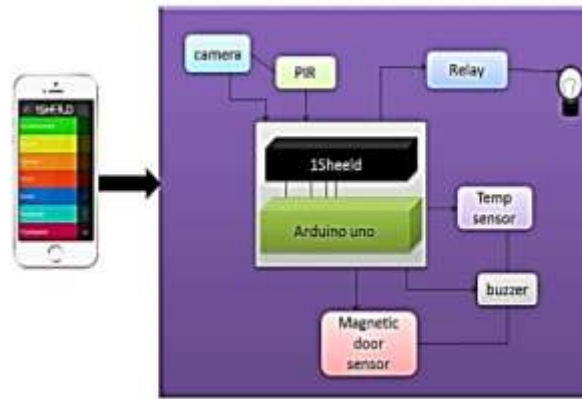 1SHEELD
camera
PIR
Relay
1Sheeld
Arduino uno
Temp
sensor
buzzer
Magnetic
door
sensor